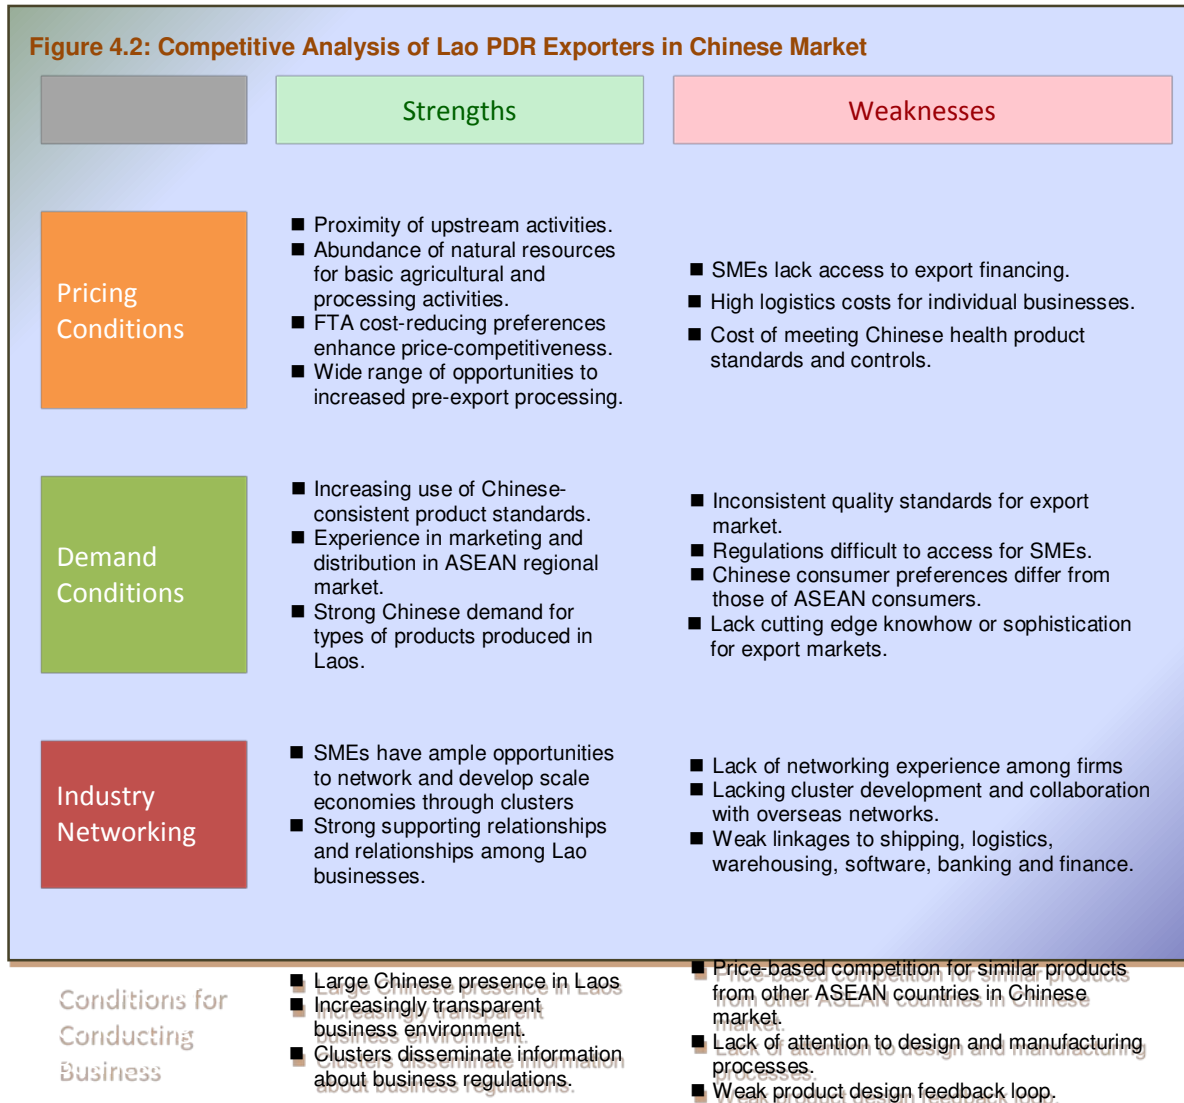 Figure 4.2: Competitive Analysis of Lao PDR Exporters in Chinese Market
Strengths
Weaknesses
Pricing
Conditions
■ Proximity of upstream activities.
■ Abundance of natural resources
for basic agricultural and
processing activities.
■ FTA cost-reducing preferences
enhance price-competitiveness.
■ Wide range of opportunities to
increased pre-export processing.
■ SMEs lack access to export financing.
■ High logistics costs for individual businesses.
■ Cost of meeting Chinese health product
standards and controls.
Demand
Conditions
■ Increasing use of Chinese-
consistent product standards.
■ Experience in marketing and
distribution in ASEAN regional
market.
■ Strong Chinese demand for
types of products produced in
Laos.
■ Inconsistent quality standards for export
market.
■ Regulations difficult to access for SMEs.
■ Chinese consumer preferences differ from
those of ASEAN consumers.
■ Lack cutting edge knowhow or sophistication
for export markets.
Industry
Networking
■ SMEs have ample opportunities
to network and develop scale
economies through clusters
■ Strong supporting relationships
and relationships among Lao
businesses.
■ Lack of networking experience among firms
■ Lacking cluster development and collaboration
with overseas networks.
■ Weak linkages to shipping, logistics,
warehousing, software, banking and finance.
Conditions for
Conducting
Business
■ Large Chinese presence in Laos
■ Increasingly transparent
business environment.
■ Clusters disseminate information
about business regulations.
■ Price-based competition for similar products
from other ASEAN countries in Chinese
market.
■ Lack of attention to design and manufacturing
processes.
■ Weak product design feedback loop.